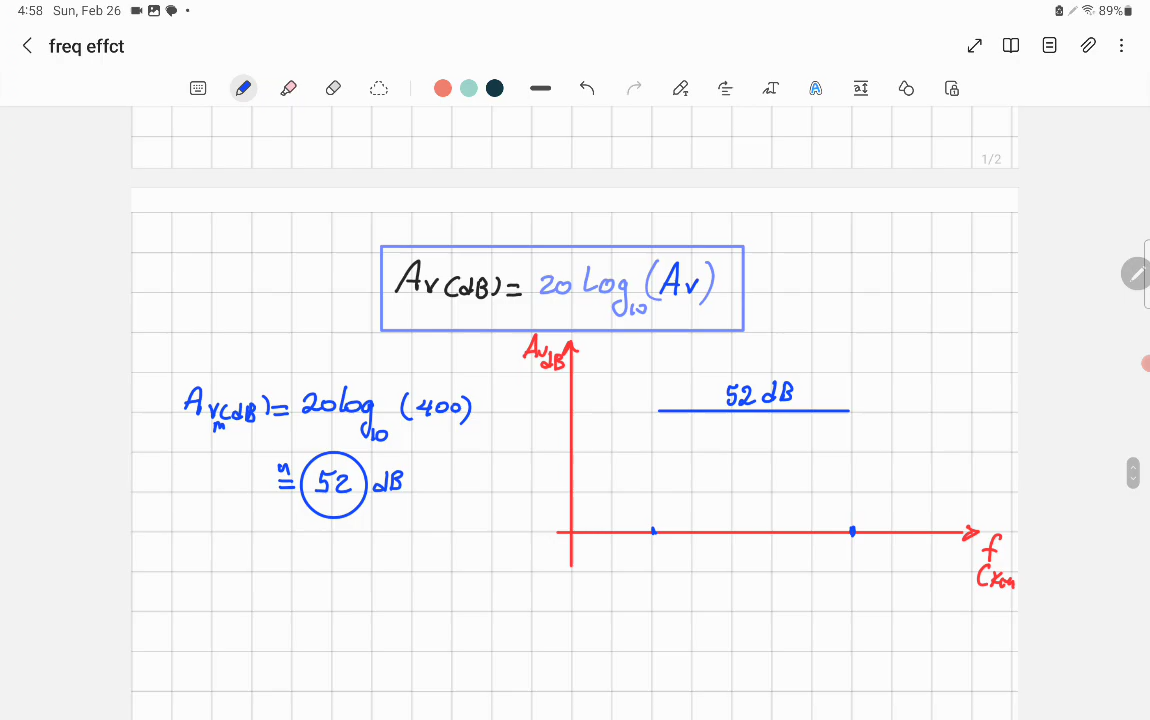 4:58 Sun, Feb 26
89%
freq effct
1/2
Av(dB) = 20 Log10(Av)
AvdB
52 dB
Avm(dB) = 20log10 (400)
≅ 52 dB
f